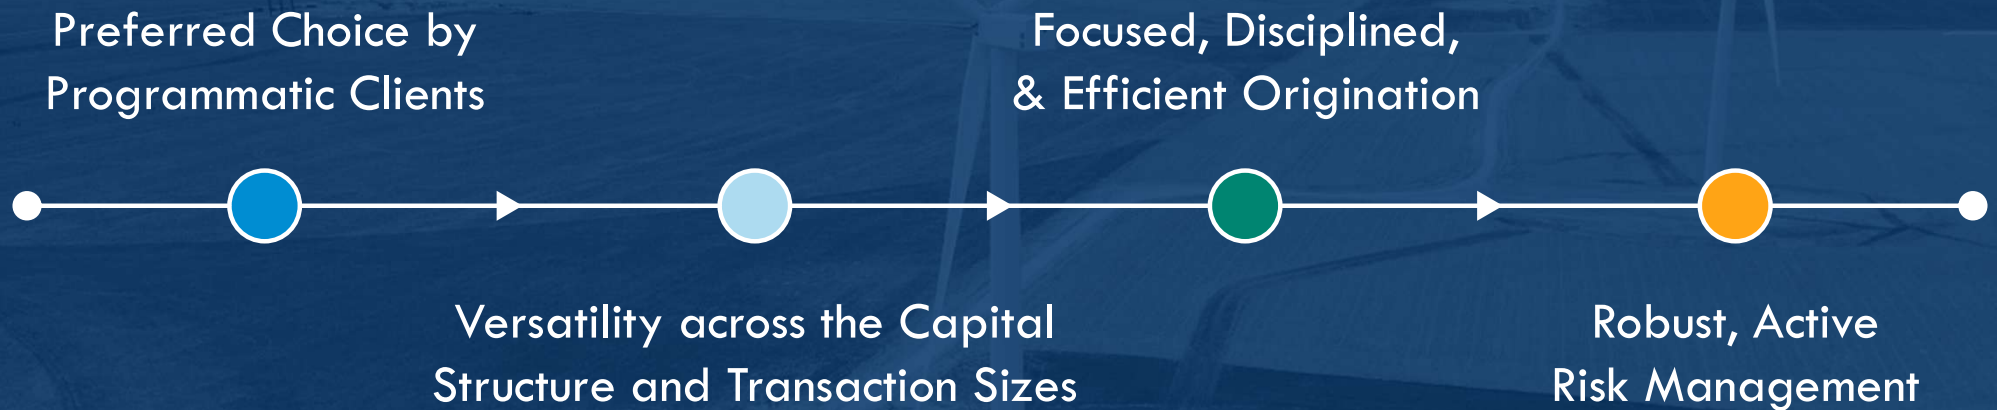 Preferred Choice by
Programmatic Clients
Versatility across the Capital
Structure and Transaction Sizes
Focused, Disciplined,
& Efficient Origination
Robust, Active
Risk Management